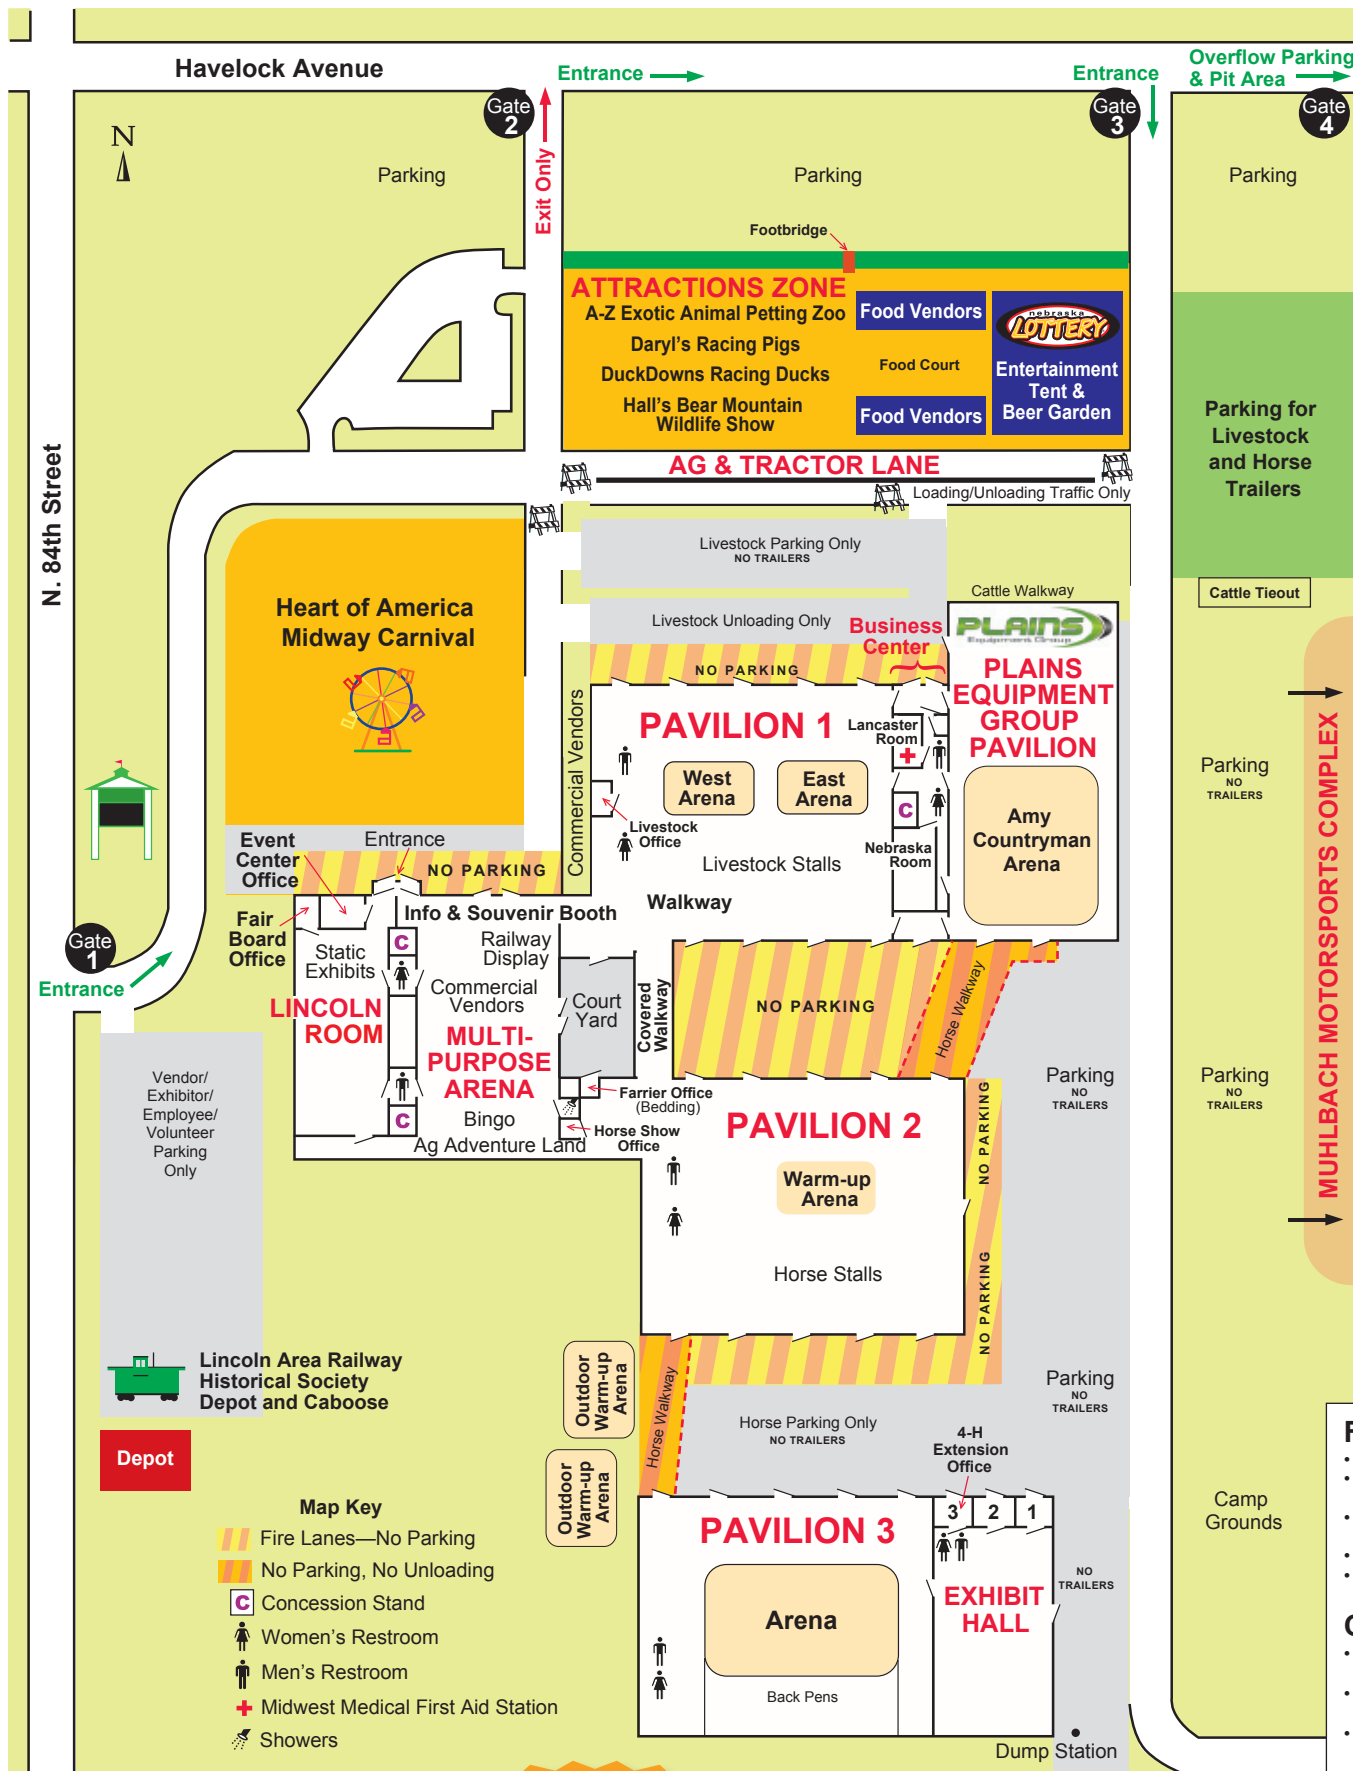 Havelock Avenue
Entrance
Entrance
Overflow Parking
& Pit Area
Gate
2
Gate
3
Gate
4
N
Exit Only
Parking
Parking
Parking
Footbridge
ATTRACTIONS ZONE
A-Z Exotic Animal Petting Zoo
Daryl's Racing Pigs
DuckDowns Racing Ducks
Hall's Bear Mountain
Wildlife Show
Food Vendors
Food Court
Food Vendors
nebraska
LOTTERY
Entertainment
Tent &
Beer Garden
Parking for
Livestock
and Horse
Trailers
AG & TRACTOR LANE
Loading/Unloading Traffic Only
N. 84th Street
Livestock Parking Only
NO TRAILERS
Cattle Walkway
Cattle Tieout
Heart of America
Midway Carnival
Livestock Unloading Only
Business
Center
NO PARKING
PLAINS
Equipment Group
PLAINS
EQUIPMENT
GROUP
PAVILION
Commercial Vendors
PAVILION 1
Lancaster
Room
West
Arena
East
Arena
C
Livestock
Office
Livestock Stalls
Nebraska
Room
Amy
Countryman
Arena
Parking
NO
TRAILERS
MUHLBACH MOTORSPORTS COMPLEX
Event
Center
Office
Entrance
NO PARKING
Walkway
Info & Souvenir Booth
Fair
Board
Office
Static
Exhibits
C
Railway
Display
Commercial
Vendors
Court
Yard
Covered
Walkway
NO PARKING
Horse Walkway
Gate
1
Entrance
LINCOLN
ROOM
MULTI-
PURPOSE
ARENA
Bingo
C
Ag Adventure Land
Farrier Office
(Bedding)
Horse Show
Office
Vendor/
Exhibitor/
Employee/
Volunteer
Parking
Only
PAVILION 2
Warm-up
Arena
Horse Stalls
NO PARKING
NO PARKING
Parking
NO
TRAILERS
Parking
NO
TRAILERS
Lincoln Area Railway
Historical Society
Depot and Caboose
Depot
Outdoor
Warm-up
Arena
Outdoor
Warm-up
Arena
Horse Walkway
Horse Parking Only
NO TRAILERS
Parking
NO
TRAILERS
4-H
Extension
Office
3
2
1
Camp
Grounds
Map Key
Fire Lanes—No Parking
No Parking, No Unloading
C Concession Stand
Women's Restroom
Men's Restroom
Midwest Medical First Aid Station
Showers
PAVILION 3
Arena
Back Pens
EXHIBIT
HALL
NO
TRAILERS
Dump Station